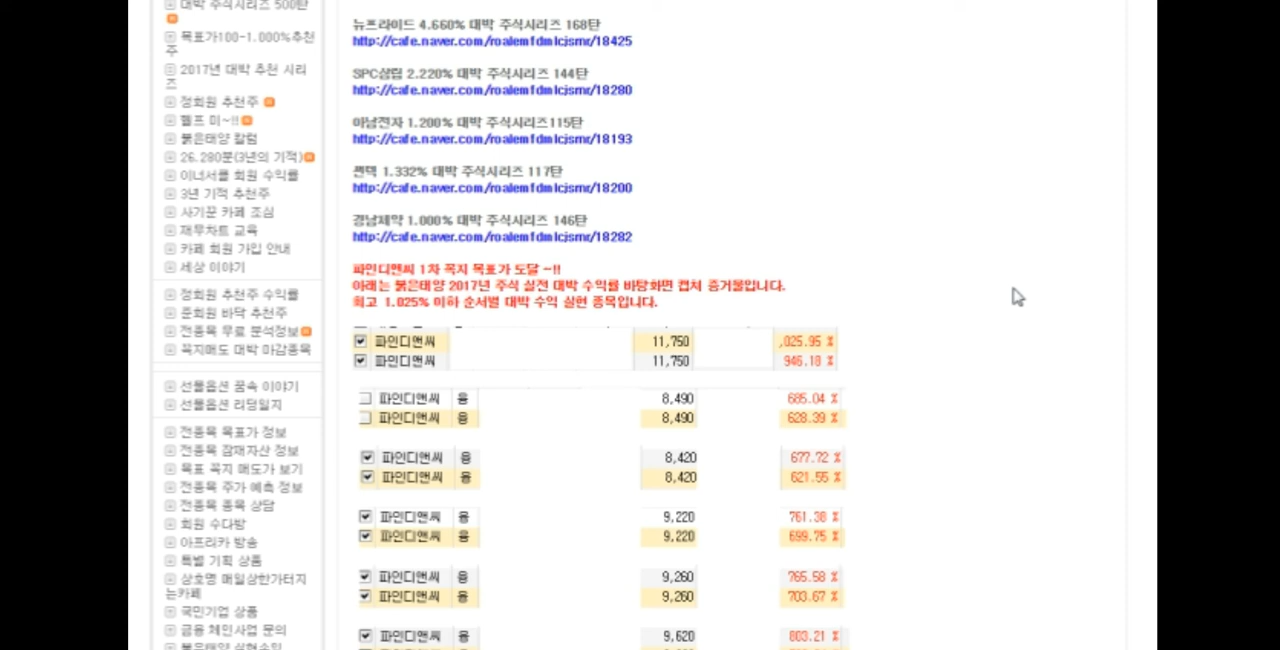 대박 주식시리즈 500탄
목표가100-1.000%추천
주
2017년 대박 추천 시리
즈
정회원 추천주
헬프 미~!!
붉은태양 칼럼
26.280분(3년의 기적)
이너서클 회원 수익률
3년 기적 추천주
사기꾼 카페 조심
재무차트 교육
카페 회원 가입 안내
세상 이야기
정회원 추천주 수익률
준회원 바닥 추천주
전종목 무료 분석정보
꼭지매도 대박 마감종목
선물옵션 꿈속 이야기
선물옵션 리딩일지
전종목 목표가 정보
전종목 잠재자산 정보
목표 꼭지 매도가 보기
전종목 주가 예측 정보
전종목 종목 상담
회원 수다방
아프리카 방송
특별 기획 상품
상호명 매일상한가터지
는카페
국민기업 상품
금융 체인사업 문의
뉴프라이드 4.660% 대박 주식시리즈 168탄
http://cafe.naver.com/roalemfdmlcjsmr/18425
SPC삼립 2.220% 대박 주식시리즈 144탄
http://cafe.naver.com/roalemfdmlcjsmr/18280
아남전자 1.200% 대박 주식시리즈115탄
http://cafe.naver.com/roalemfdmlcjsmr/18193
팬택 1.332% 대박 주식시리즈 117탄
http://cafe.naver.com/roalemfdmlcjsmr/18200
경남제약 1.000% 대박 주식시리즈 146탄
http://cafe.naver.com/roalemfdmlcjsmr/18282
파인디앤씨 1차 꼭지 목표가 도달 ~!!
아래는 붉은태양 2017년 주식 실전 대박 수익률 바탕화면 캡쳐 증거물입니다.
최고 1.025% 이하 순서별 대박 수익 실현 종목입니다.
파인디앤씨 11,750 ,025.95 %
파인디앤씨 11,750 946.18 %
파인디앤씨 융 8,490 685.04 %
파인디앤씨 융 8,490 628.39 %
파인디앤씨 융 8,420 677.72 %
파인디앤씨 융 8,420 621.55 %
파인디앤씨 융 9,220 761.38 %
파인디앤씨 융 9,220 699.75 %
파인디앤씨 융 9,260 765.58 %
파인디앤씨 융 9,260 703.67 %
파인디앤씨 융 9,620 803.21 %